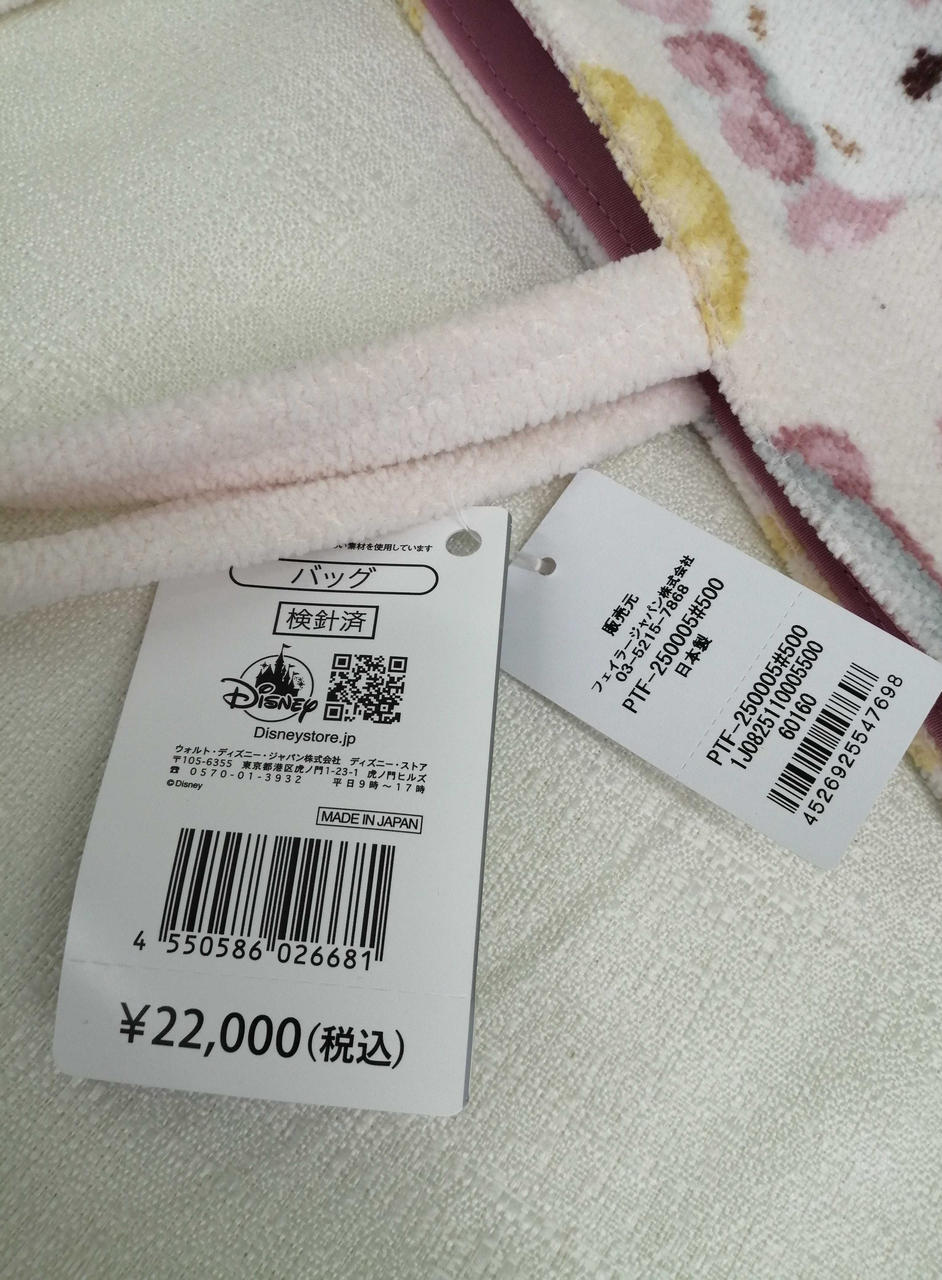 い素材を使用しています
バッグ
検針済
Disney
Disneystore.jp
ウォルト・ディズニー・ジャパン株式会社 ディズニー・ストア
〒105-6355 東京都港区虎ノ門1-23-1 虎ノ門ヒルズ
☎ 0570-01-3932 平日9時～17時
©Disney
MADE IN JAPAN
4 550586 026681
¥22,000(税込)
販売元
フェイラージャパン株式会社
03-5215-7868
PTF-250005#500
日本製
PTF-250005#500
1J0825110005500
60160
4526925547698